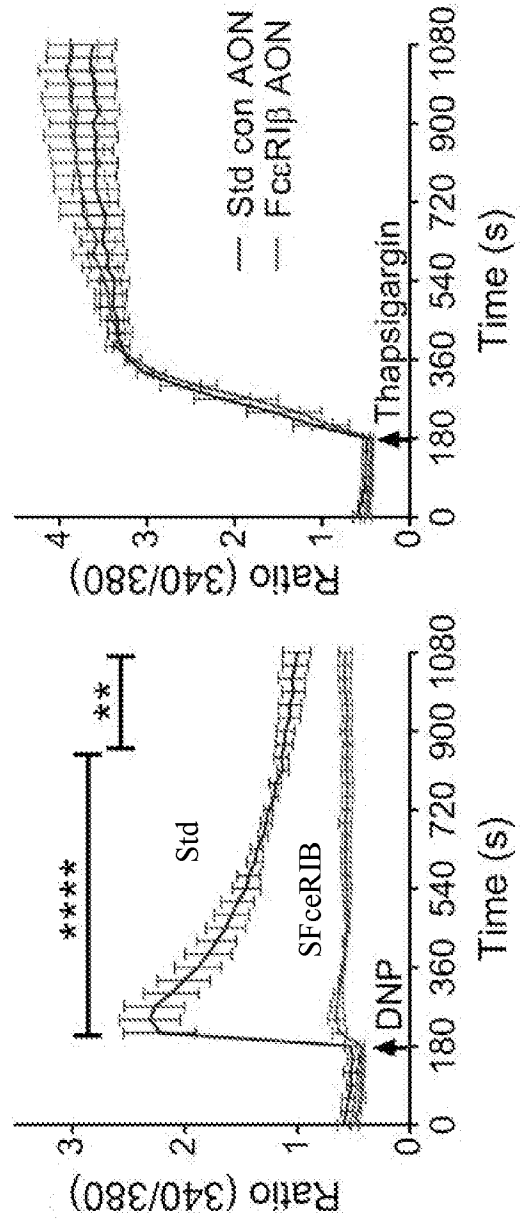 Ratio (340/380)
3
2
1
0
****
**
Std
SFceRIB
DNP
0 180 360 540 720 900 1080
Time (s)
Ratio (340/380)
4
3
2
1
0
Std con AON
FcεRIβ AON
Thapsigargin
0 180 360 540 720 900 1080
Time (s)